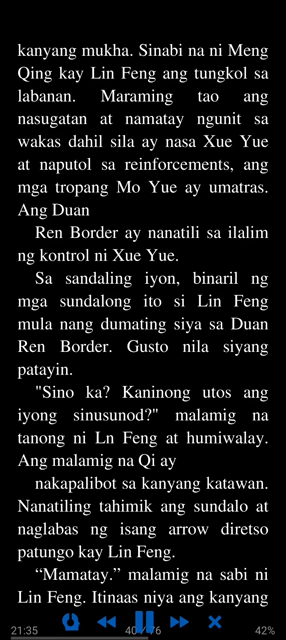 kanyang mukha. Sinabi na ni Meng
Qing kay Lin Feng ang tungkol sa
labanan. Maraming tao ang
nasugatan at namatay ngunit sa
wakas dahil sila ay nasa Xue Yue
at naputol sa reinforcements, ang
mga tropang Mo Yue ay umatras.
Ang Duan
Ren Border ay nanatili sa ilalim
ng kontrol ni Xue Yue.
Sa sandaling iyon, binaril ng
mga sundalong ito si Lin Feng
mula nang dumating siya sa Duan
Ren Border. Gusto nila siyang
patayin.
"Sino ka? Kaninong utos ang
iyong sinusunod?" malamig na
tanong ni Ln Feng at humiwalay.
Ang malamig na Qi ay
nakapalibot sa kanyang katawan.
Nanatiling tahimik ang sundalo at
naglabas ng isang arrow diretso
patungo kay Lin Feng.
“Mamatay.” malamig na sabi ni
Lin Feng. Itinaas niya ang kanyang
21:35 42%